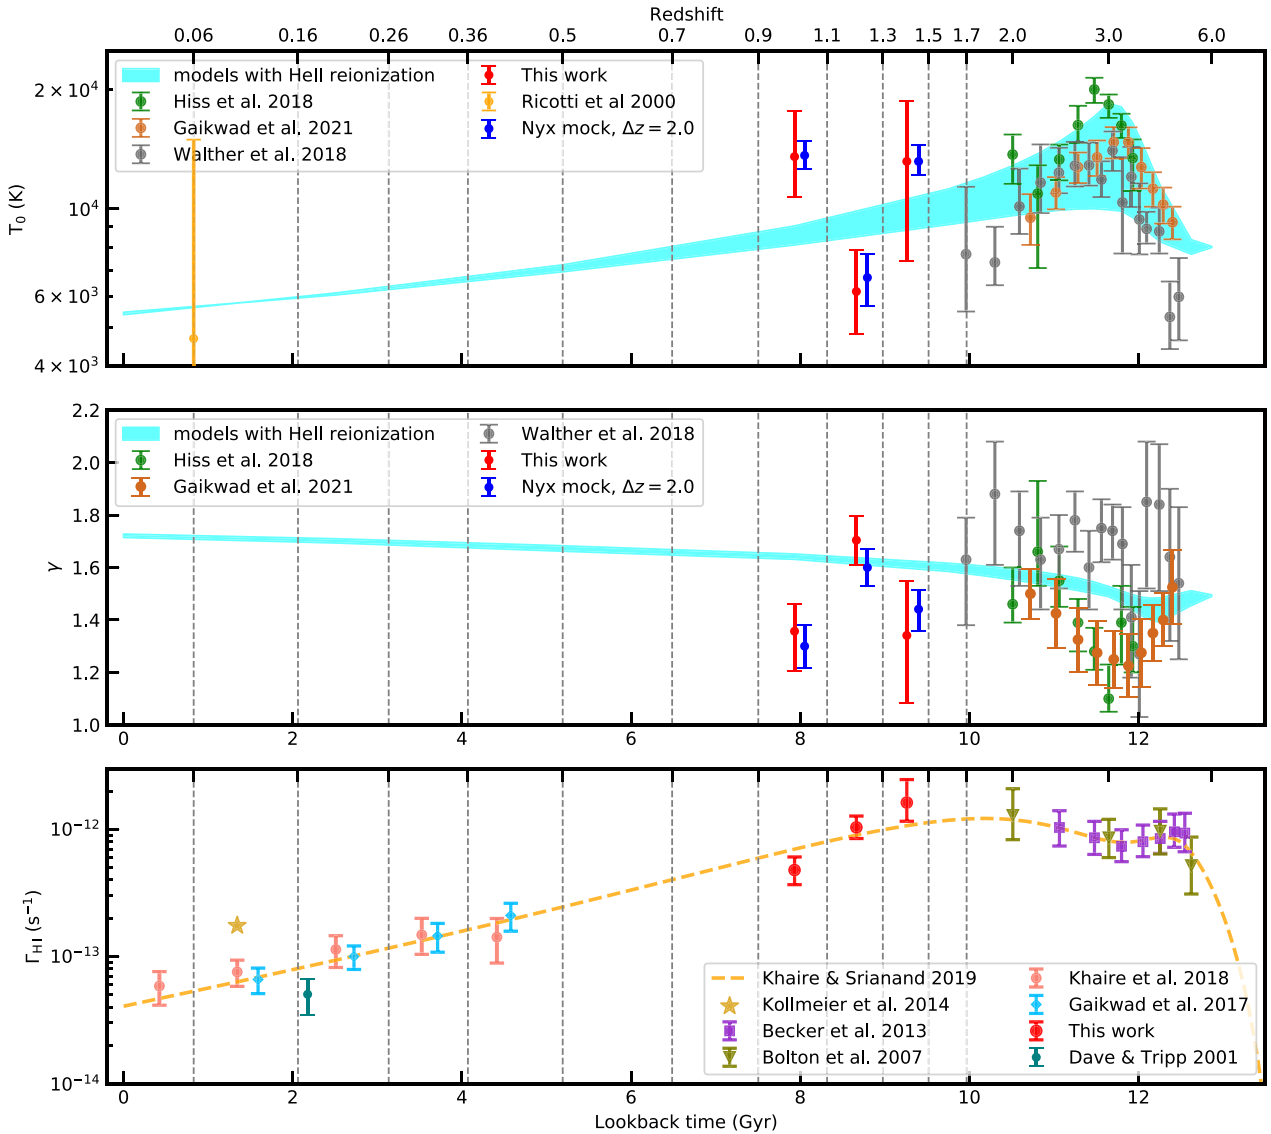 Redshift
0.06 0.16 0.26 0.36 0.5 0.7 0.9 1.1 1.3 1.5 1.7 2.0 3.0 6.0
models with HeII reionization
Hiss et al. 2018
Gaikwad et al. 2021
Walther et al. 2018
This work
Ricotti et al 2000
Nyx mock, Δz = 2.0
T₀ (K)
2 × 10⁴
10⁴
6 × 10³
4 × 10³
models with HeII reionization
Hiss et al. 2018
Gaikwad et al. 2021
Walther et al. 2018
This work
Nyx mock, Δz = 2.0
γ
2.2
2.0
1.8
1.6
1.4
1.2
1.0
0 2 4 6 8 10 12
Γ_HI (s⁻¹)
10⁻¹²
10⁻¹³
10⁻¹⁴
Khaire & Srianand 2019
Kollmeier et al. 2014
Becker et al. 2013
Bolton et al. 2007
Khaire et al. 2018
Gaikwad et al. 2017
This work
Dave & Tripp 2001
0 2 4 6 8 10 12
Lookback time (Gyr)